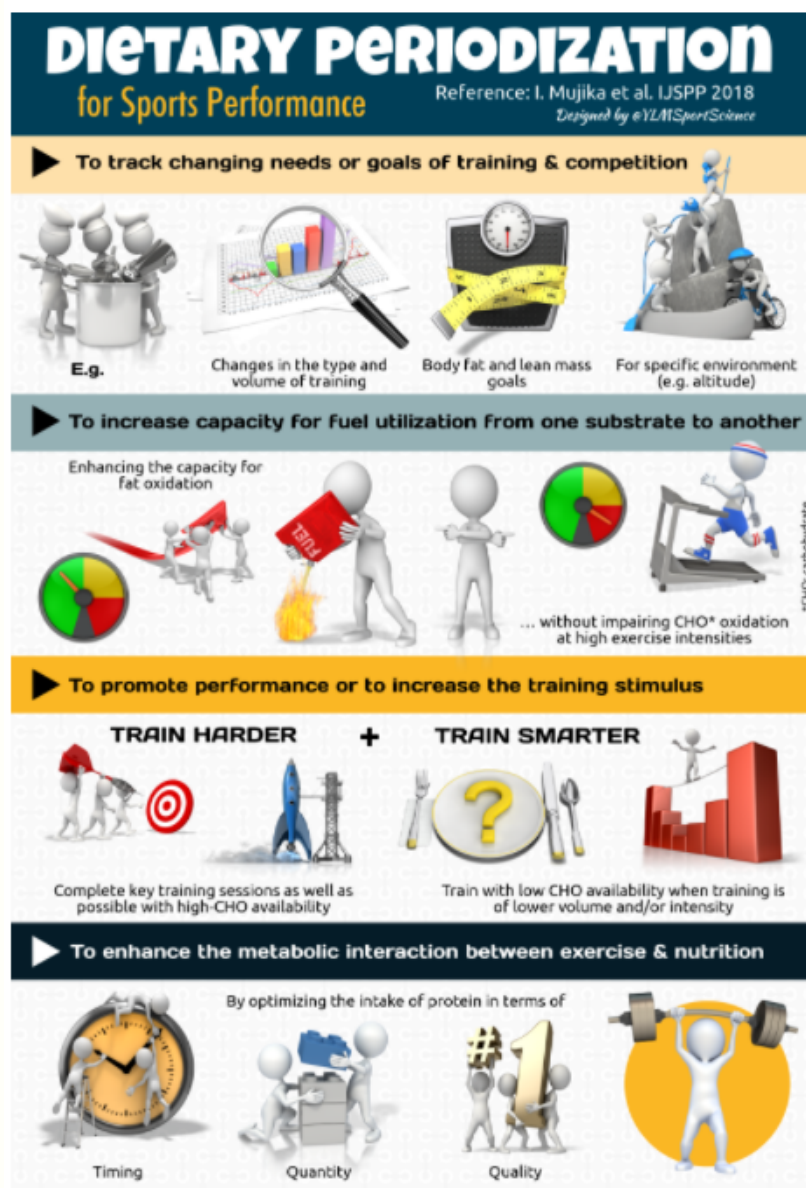 DIETARY PERIODIZATION
for Sports Performance
Reference: I. Mujika et al. IJSPP 2018
Designed by @YLMSportScience
To track changing needs or goals of training & competition
E.g.
Changes in the type and
volume of training
Body fat and lean mass
goals
For specific environment
(e.g. altitude)
To increase capacity for fuel utilization from one substrate to another
Enhancing the capacity for
fat oxidation
FUEL
... without impairing CHO* oxidation
at high exercise intensities
*CHO: carbohydrate
To promote performance or to increase the training stimulus
TRAIN HARDER + TRAIN SMARTER
Complete key training sessions as well as
possible with high-CHO availability
?
Train with low CHO availability when training is
of lower volume and/or intensity
To enhance the metabolic interaction between exercise & nutrition
By optimizing the intake of protein in terms of
#1
Timing
Quantity
Quality